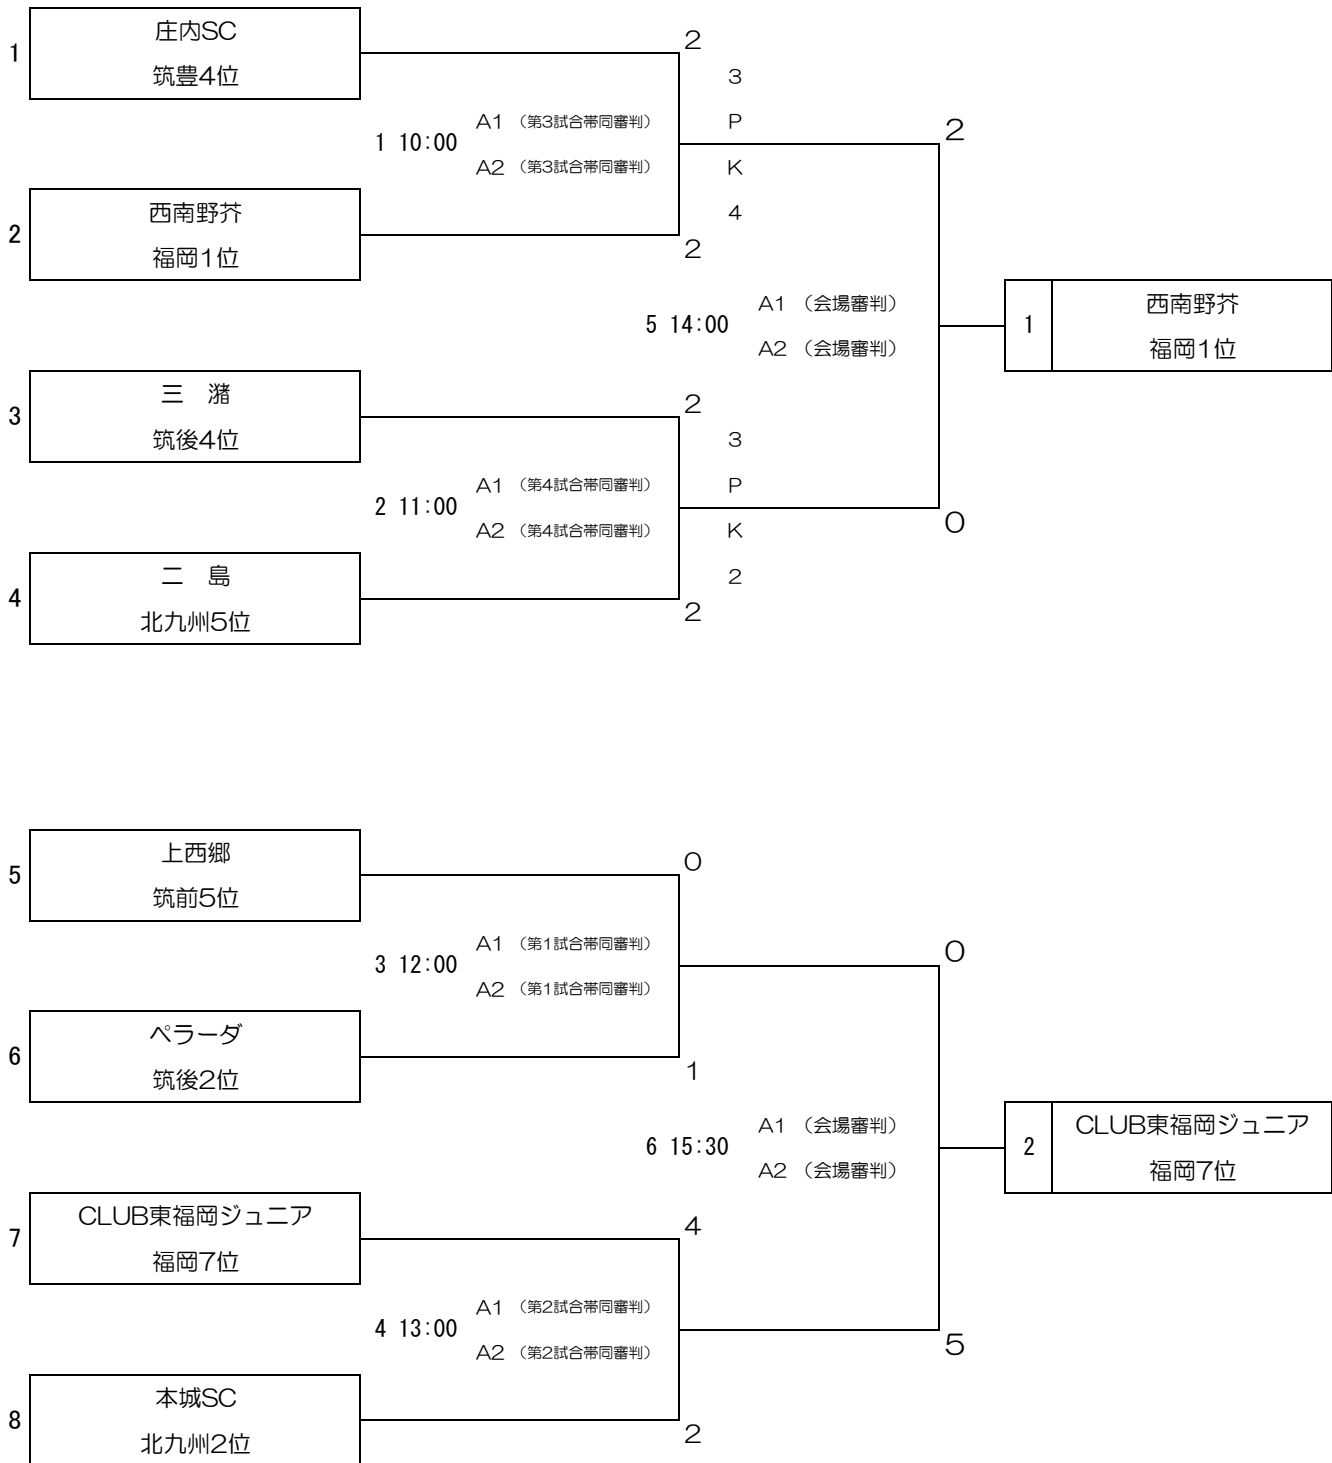 庄内SC
1
筑豊4位
2
3
P
K
4
1 10:00
A1 （第3試合帯同審判）
A2 （第3試合帯同審判）
2
西南野芥
2
福岡1位
2
5 14:00
A1 （会場審判）
A2 （会場審判）
1
西南野芥
福岡1位
三　潴
3
筑後4位
2
3
P
K
2
2 11:00
A1 （第4試合帯同審判）
A2 （第4試合帯同審判）
0
二　島
4
北九州5位
2
上西郷
5
筑前5位
0
3 12:00
A1 （第1試合帯同審判）
A2 （第1試合帯同審判）
0
ペラーダ
6
筑後2位
1
6 15:30
A1 （会場審判）
A2 （会場審判）
2
CLUB東福岡ジュニア
福岡7位
CLUB東福岡ジュニア
7
福岡7位
4
4 13:00
A1 （第2試合帯同審判）
A2 （第2試合帯同審判）
5
本城SC
8
北九州2位
2